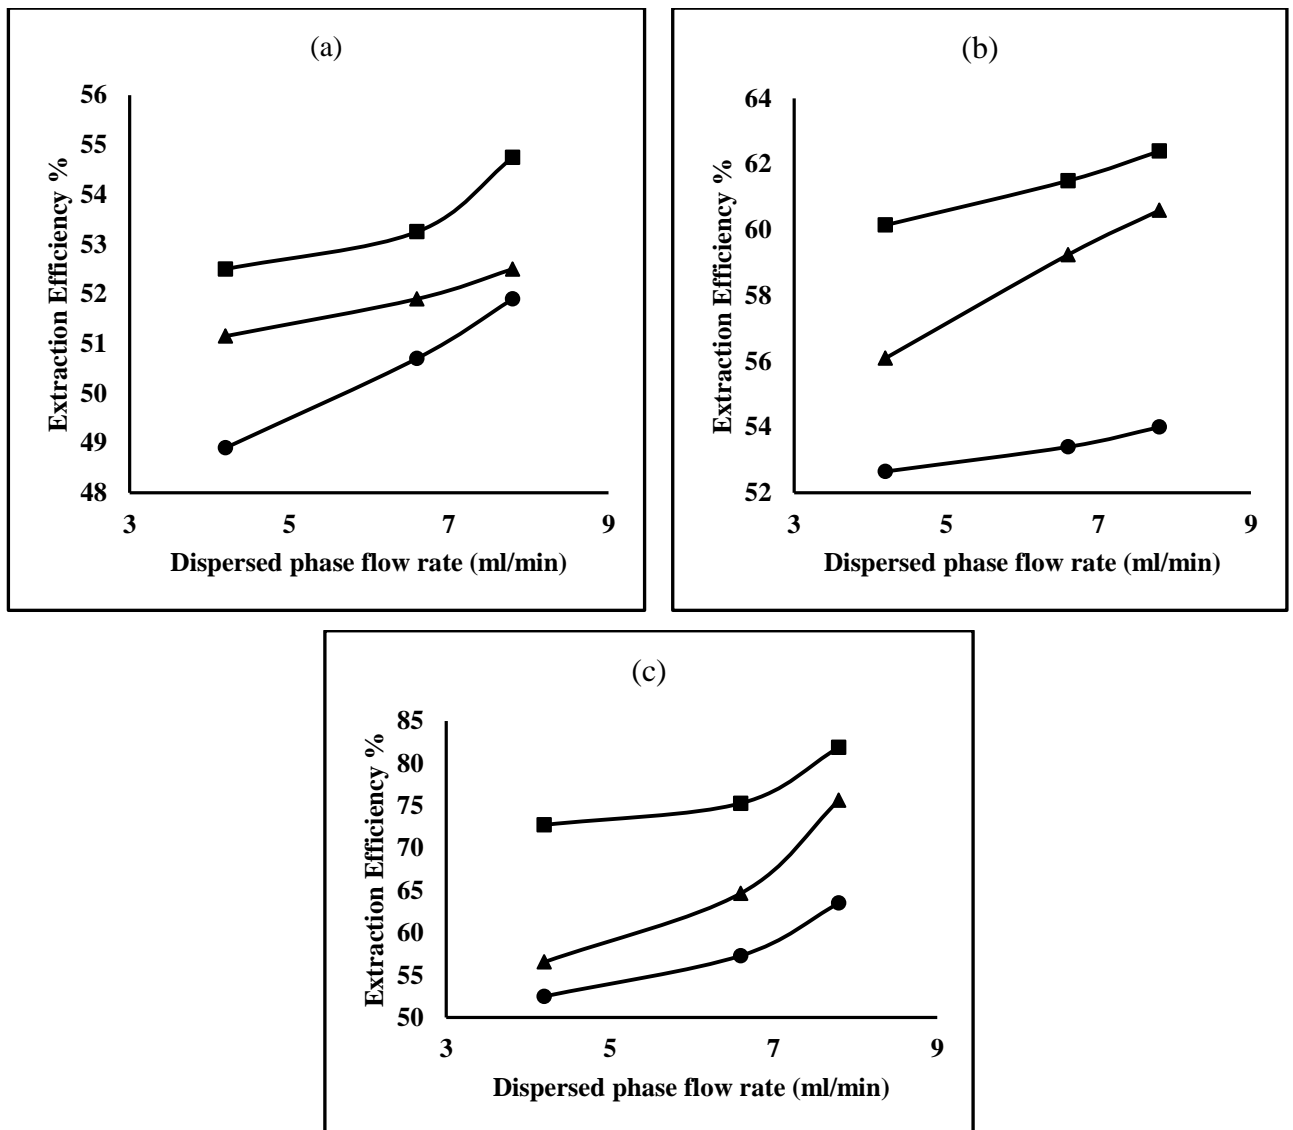 (a)
56
55
54
53
52
51
50
49
48
Extraction Efficiency %
3 5 7 9
Dispersed phase flow rate (ml/min)
(b)
64
62
60
58
56
54
52
Extraction Efficiency %
3 5 7 9
Dispersed phase flow rate (ml/min)
(c)
85
80
75
70
65
60
55
50
Extraction Efficiency %
3 5 7 9
Dispersed phase flow rate (ml/min)